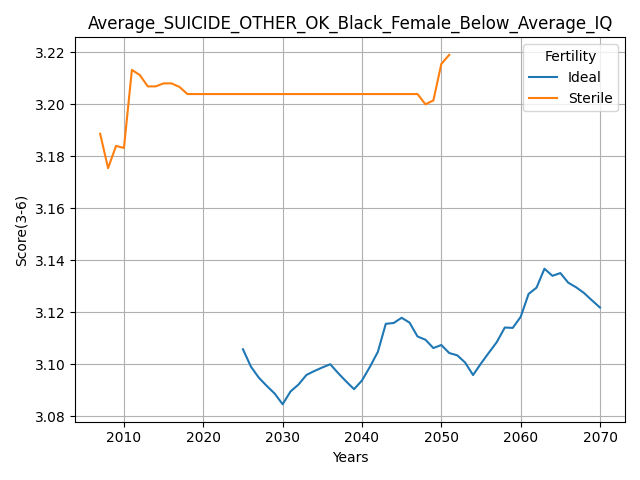 Average_SUICIDE_OTHER_OK_Black_Female_Below_Average_IQ
Fertility
Ideal
Sterile
Score(3-6)
3.22
3.20
3.18
3.16
3.14
3.12
3.10
3.08
2010 2020 2030 2040 2050 2060 2070
Years